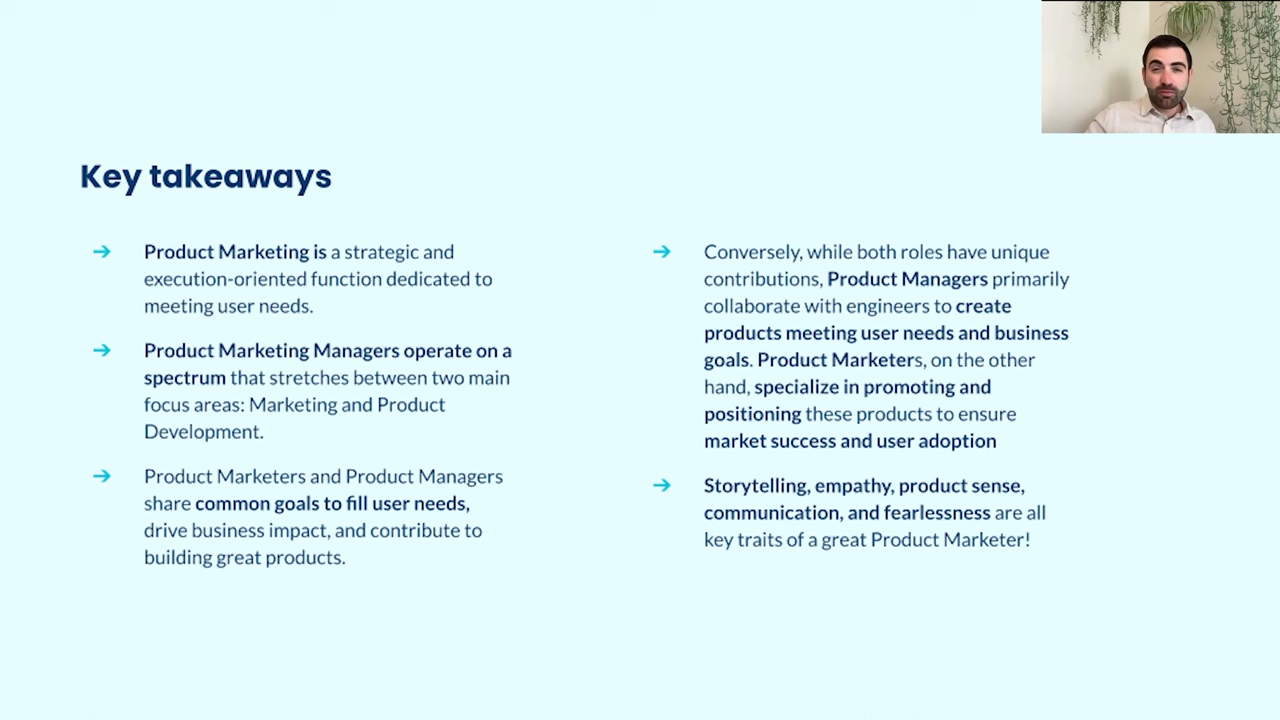 Key takeaways
➔ Product Marketing is a strategic and
execution-oriented function dedicated to
meeting user needs.
➔ Product Marketing Managers operate on a
spectrum that stretches between two main
focus areas: Marketing and Product
Development.
➔ Product Marketers and Product Managers
share common goals to fill user needs,
drive business impact, and contribute to
building great products.
➔ Conversely, while both roles have unique
contributions, Product Managers primarily
collaborate with engineers to create
products meeting user needs and business
goals. Product Marketers, on the other
hand, specialize in promoting and
positioning these products to ensure
market success and user adoption
➔ Storytelling, empathy, product sense,
communication, and fearlessness are all
key traits of a great Product Marketer!